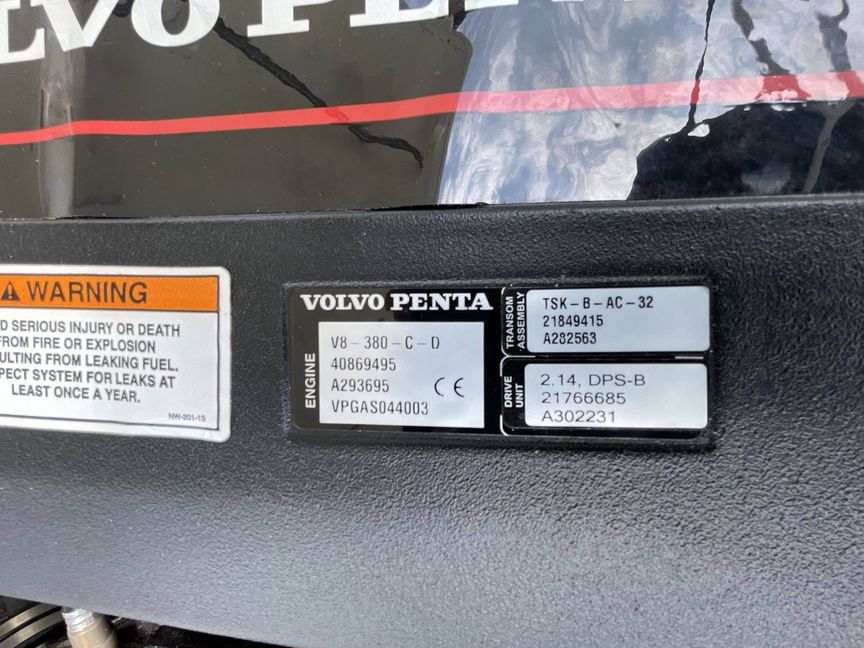 LVO PENTA
WARNING
D SERIOUS INJURY OR DEATH
FROM FIRE OR EXPLOSION
ULTING FROM LEAKING FUEL.
PECT SYSTEM FOR LEAKS AT
LEAST ONCE A YEAR.
NW-201-13
VOLVO PENTA
ENGINE
V8-380-C-D
40869495
A293695
CE
VPGAS044003
TRANSOM
ASSEMBLY
TSK-B-AC-32
21849415
A282563
DRIVE
UNIT
2.14, DPS-B
21766685
A302231